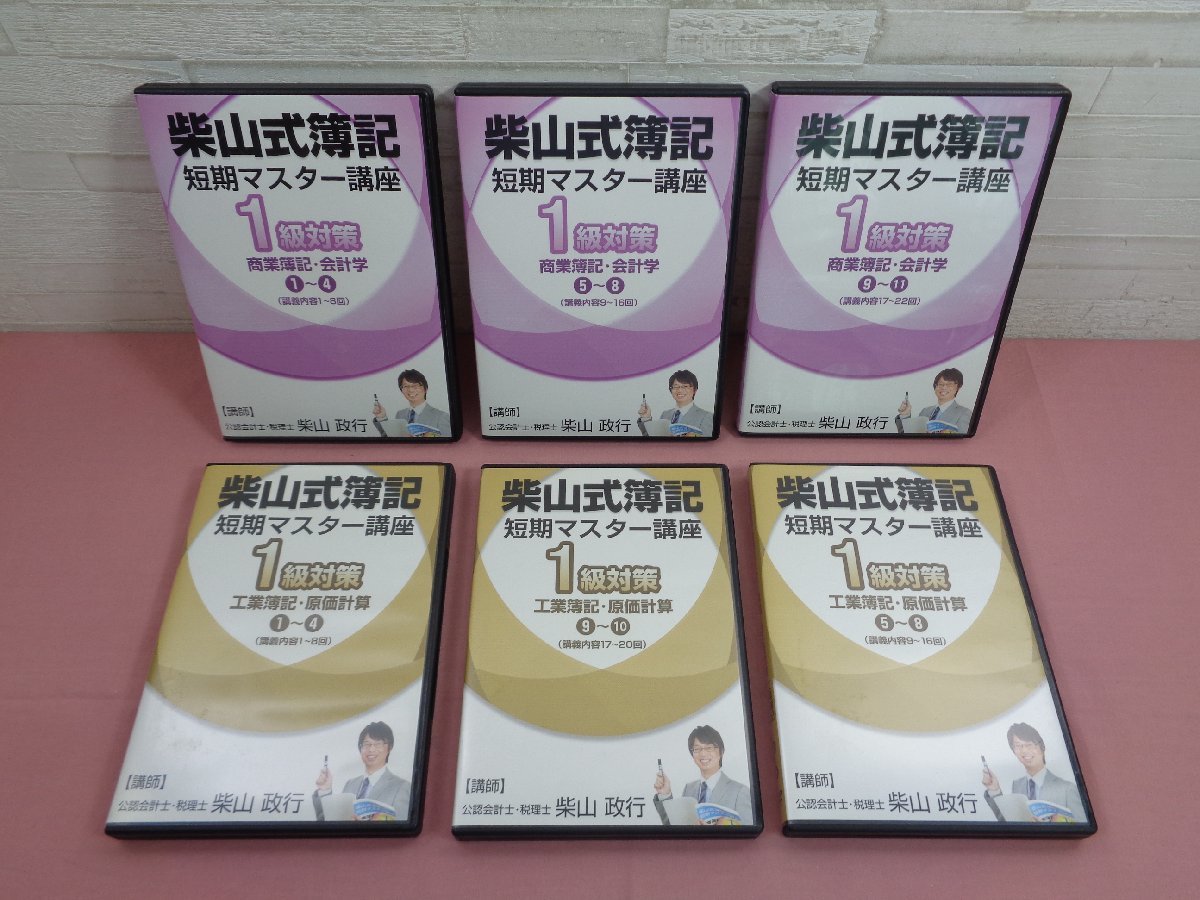 柴山式簿記
短期マスター講座
1級対策
商業簿記・会計学
1～4
(講義内容1~8回)
【講師】
公認会計士・税理士 柴山 政行
柴山式簿記
短期マスター講座
1級対策
商業簿記・会計学
5～8
(講義内容9~16回)
【講師】
公認会計士・税理士 柴山 政行
柴山式簿記
短期マスター講座
1級対策
商業簿記・会計学
9～11
(講義内容17~22回)
【講師】
公認会計士・税理士 柴山 政行
柴山式簿記
短期マスター講座
1級対策
工業簿記・原価計算
1～4
(講義内容1~8回)
【講師】
公認会計士・税理士 柴山 政行
柴山式簿記
短期マスター講座
1級対策
工業簿記・原価計算
9～10
(講義内容17~20回)
【講師】
公認会計士・税理士 柴山 政行
柴山式簿記
短期マスター講座
1級対策
工業簿記・原価計算
5～8
(講義内容9~16回)
【講師】
公認会計士・税理士 柴山 政行